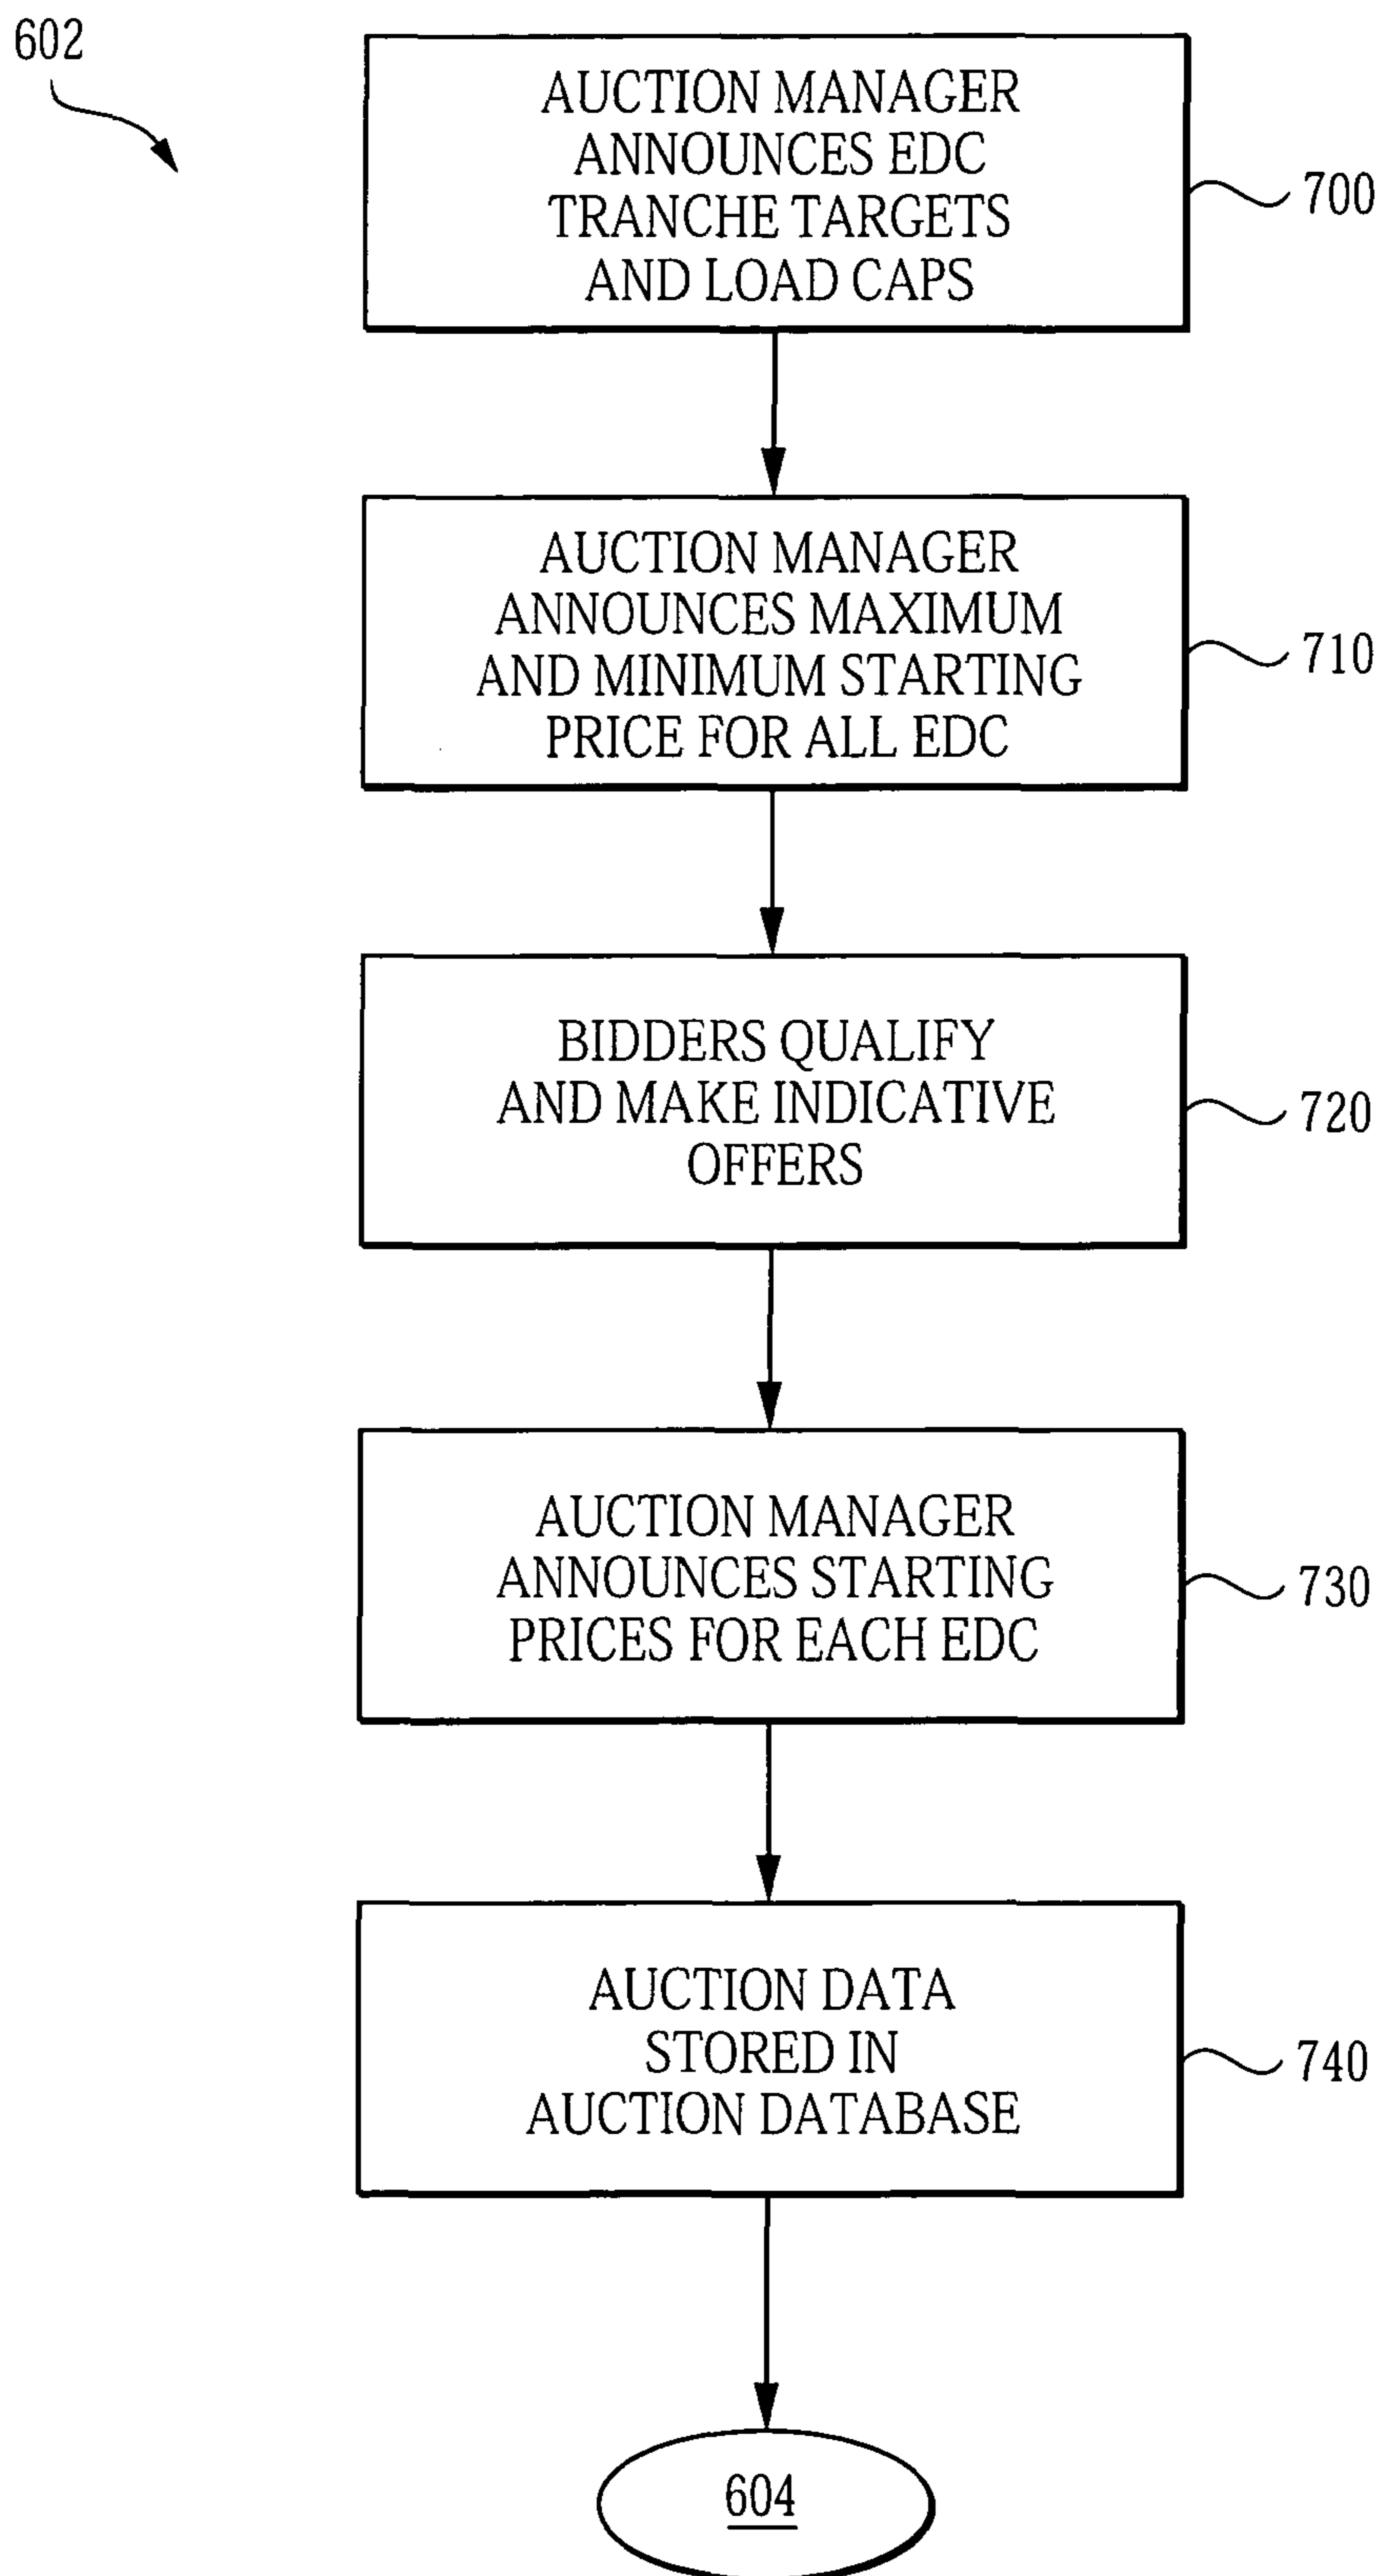 602
AUCTION MANAGER
ANNOUNCES EDC
TRANCHE TARGETS
AND LOAD CAPS
700
AUCTION MANAGER
ANNOUNCES MAXIMUM
AND MINIMUM STARTING
PRICE FOR ALL EDC
710
BIDDERS QUALIFY
AND MAKE INDICATIVE
OFFERS
720
AUCTION MANAGER
ANNOUNCES STARTING
PRICES FOR EACH EDC
730
AUCTION DATA
STORED IN
AUCTION DATABASE
740
604